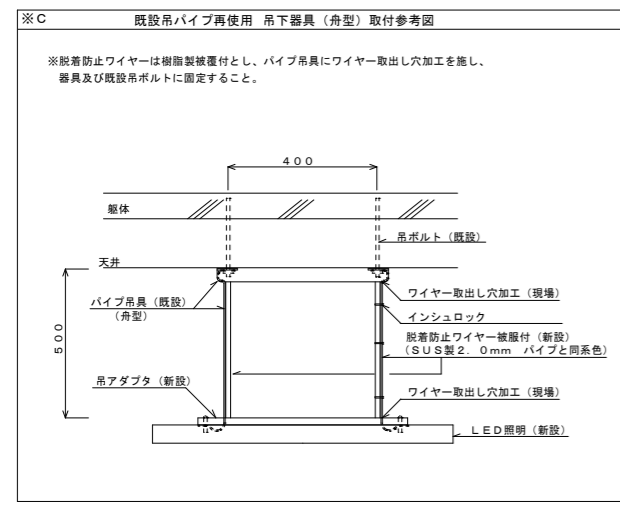 ※C 既設吊パイプ再使用 吊下器具(舟型)取付参考図
※脱着防止ワイヤーは樹脂製被覆付とし、パイプ吊具にワイヤー取出し穴加工を施し、
器具及び既設吊ボルトに固定すること。
400
躯体
吊ボルト(既設)
天井
ワイヤー取出し穴加工(現場)
パイプ吊具(既設)
(舟型)
インシュロック
脱着防止ワイヤー被服付(新設)
(SUS製2.0mm パイプと同系色)
500
吊アダプタ(新設)
ワイヤー取出し穴加工(現場)
LED照明(新設)